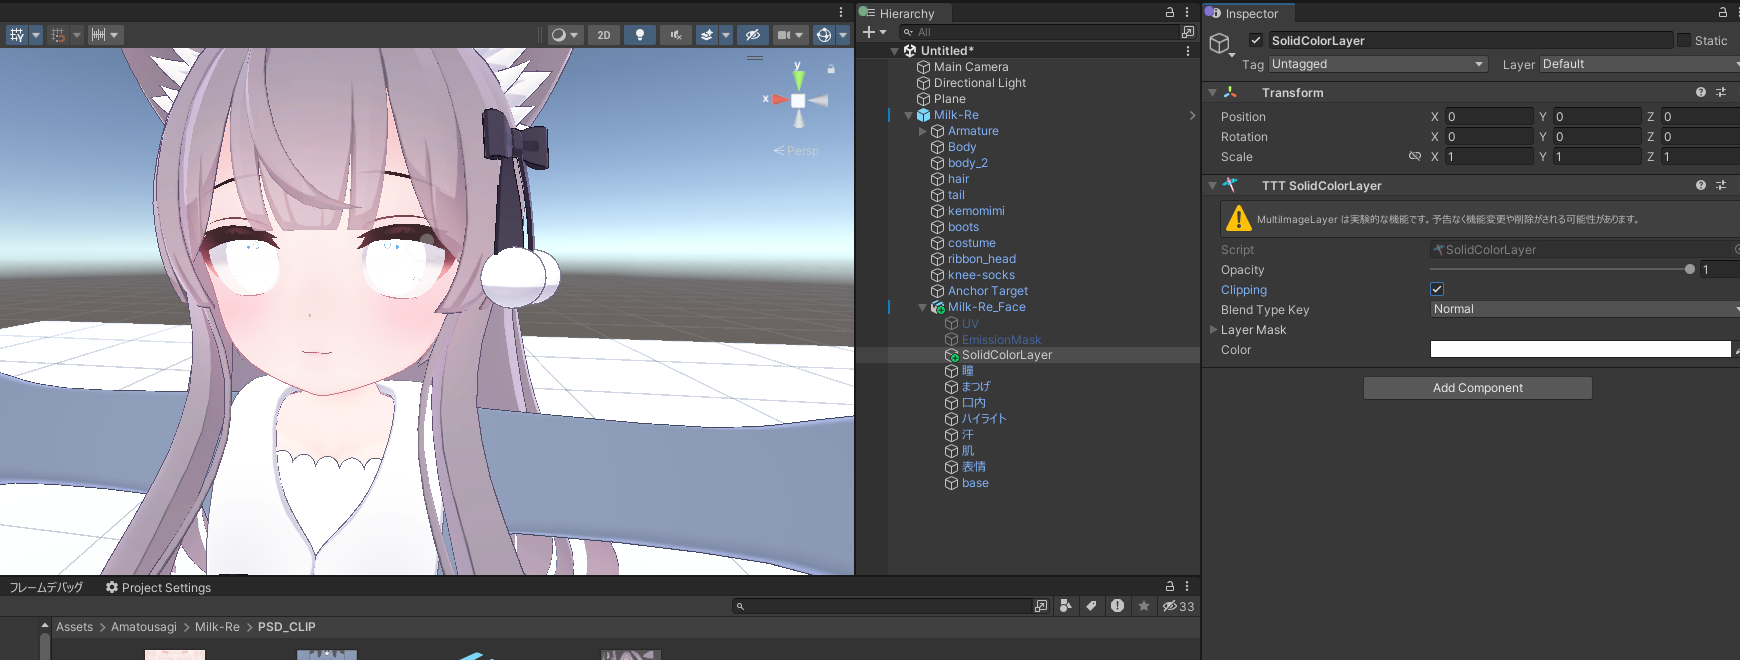 2D
y
x
Persp
フレームデバッグ
Project Settings
33
Assets > Amatousagi > Milk-Re > PSD_CLIP
Hierarchy
All
Untitled*
Main Camera
Directional Light
Plane
Milk-Re
Armature
Body
body_2
hair
tail
kemomimi
boots
costume
ribbon_head
knee-socks
Anchor Target
Milk-Re_Face
UV
EmissionMask
SolidColorLayer
瞳
まつげ
口内
ハイライト
汗
肌
表情
base
Inspector
SolidColorLayer
Static
Tag Untagged Layer Default
Transform
Position X 0 Y 0 Z 0
Rotation X 0 Y 0 Z 0
Scale X 1 Y 1 Z 1
TTT SolidColorLayer
MultiImageLayer は実験的な機能です。予告なく機能変更や削除がされる可能性があります。
Script SolidColorLayer
Opacity 1
Clipping
Blend Type Key Normal
Layer Mask
Color
Add Component